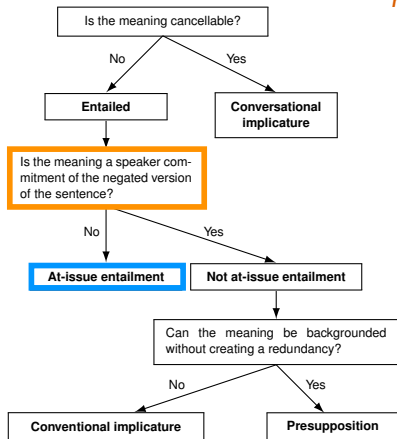 Is the meaning cancellable?
No
Yes
Entailed
Conversational
implicature
Is the meaning a speaker com-
mitment of the negated version
of the sentence?
No
Yes
At-issue entailment
Not at-issue entailment
Can the meaning be backgrounded
without creating a redundancy?
No
Yes
Conventional implicature
Presupposition